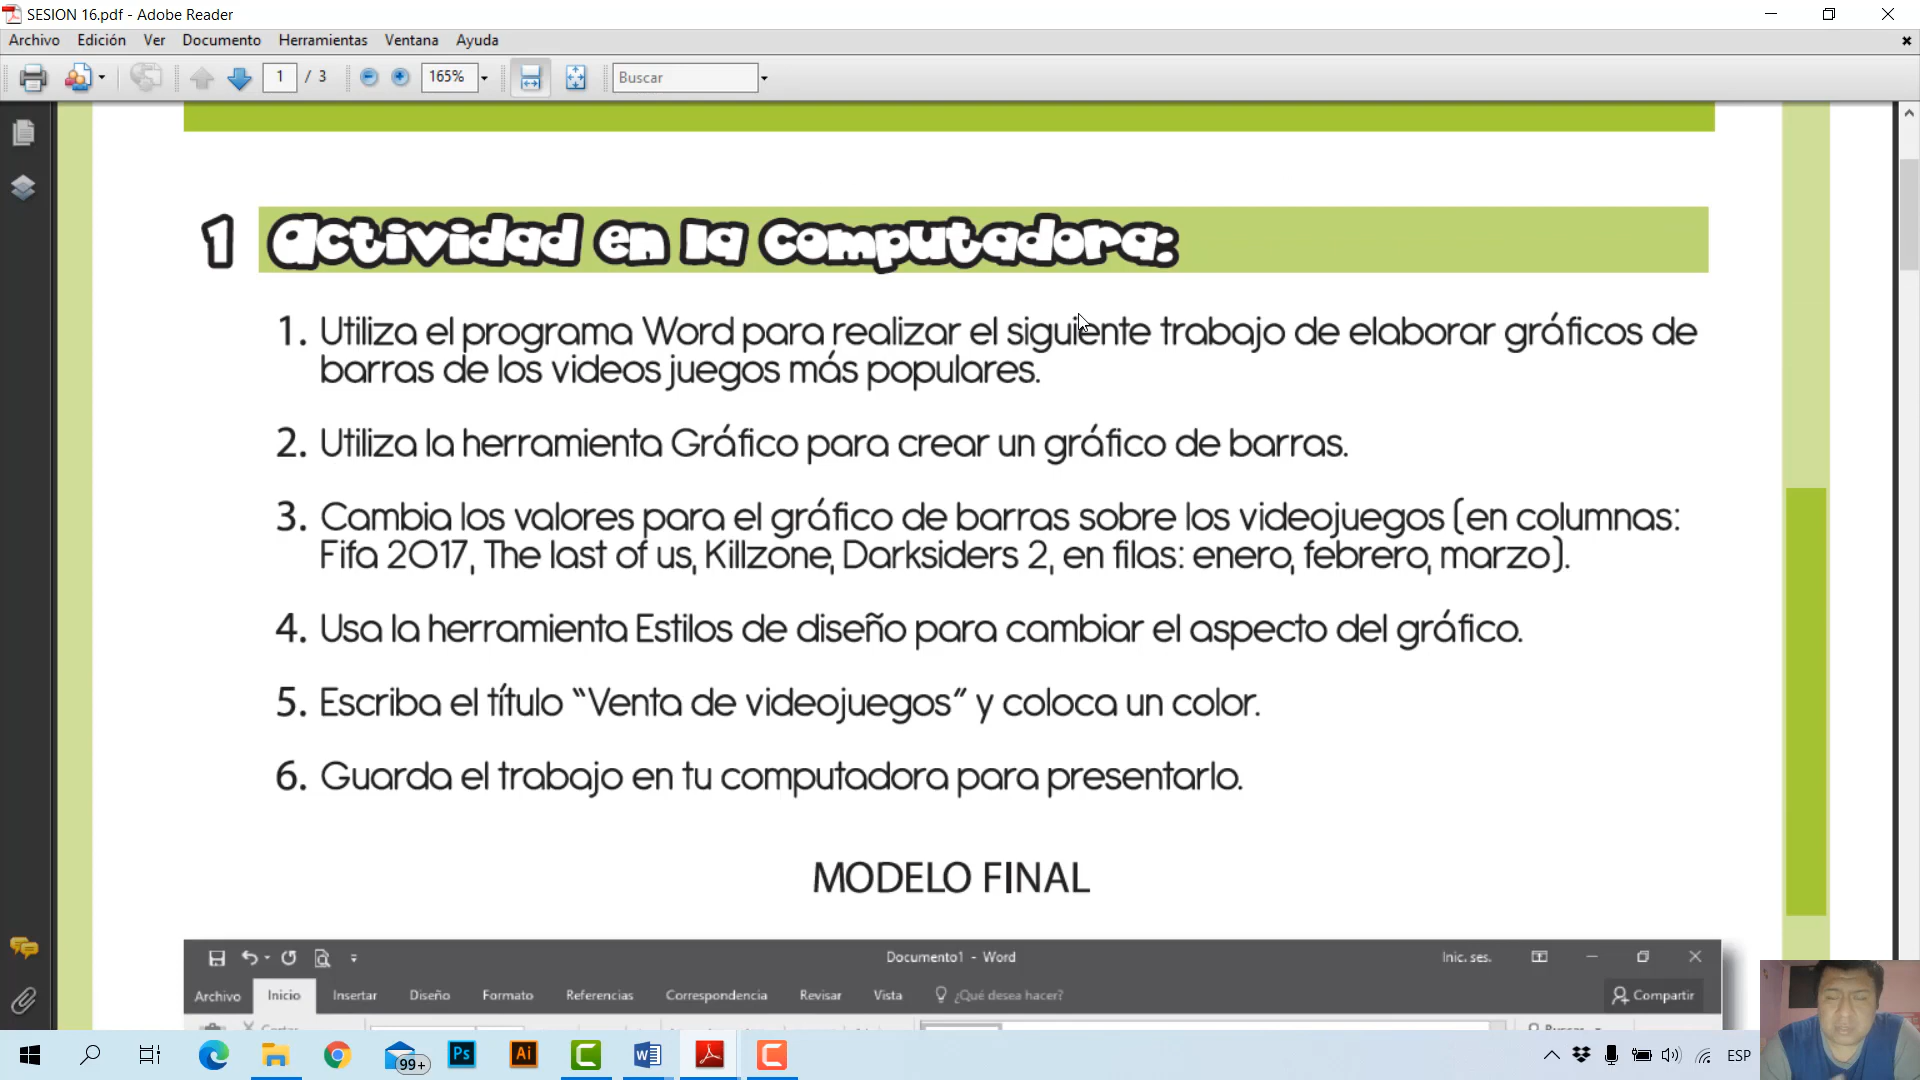 SESION 16.pdf - Adobe Reader
Archivo Edición Ver Documento Herramientas Ventana Ayuda
1 / 3 165% Buscar
1 Actividad en la computadora:
1. Utiliza el programa Word para realizar el siguiente trabajo de elaborar gráficos de
barras de los videos juegos más populares.
2. Utiliza la herramienta Gráfico para crear un gráfico de barras.
3. Cambia los valores para el gráfico de barras sobre los videojuegos (en columnas:
Fifa 2017, The last of us, Killzone, Darksiders 2, en filas: enero, febrero, marzo).
4. Usa la herramienta Estilos de diseño para cambiar el aspecto del gráfico.
5. Escriba el título “Venta de videojuegos” y coloca un color.
6. Guarda el trabajo en tu computadora para presentarlo.
MODELO FINAL
Documento1 - Word Inic. ses.
Archivo Inicio Insertar Diseño Formato Referencias Correspondencia Revisar Vista ¿Qué desea hacer? Compartir
99+ Ps Ai ESP